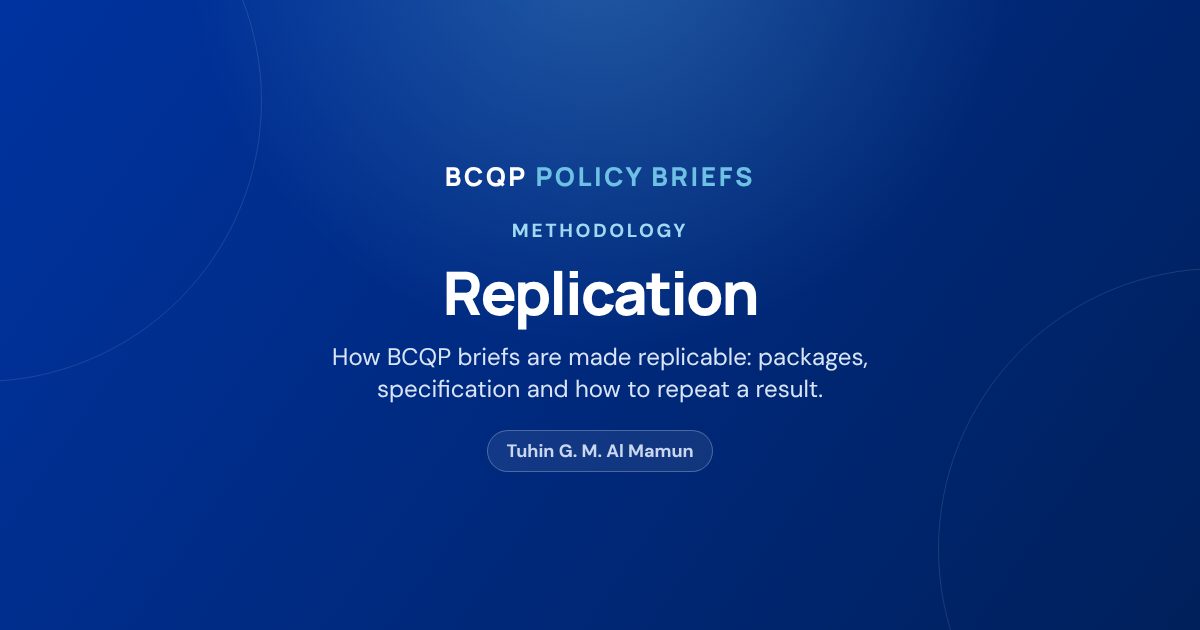 BCQP POLICY BRIEFS
METHODOLOGY
Replication
How BCQP briefs are made replicable: packages,
specification and how to repeat a result.
Tuhin G. M. Al Mamun